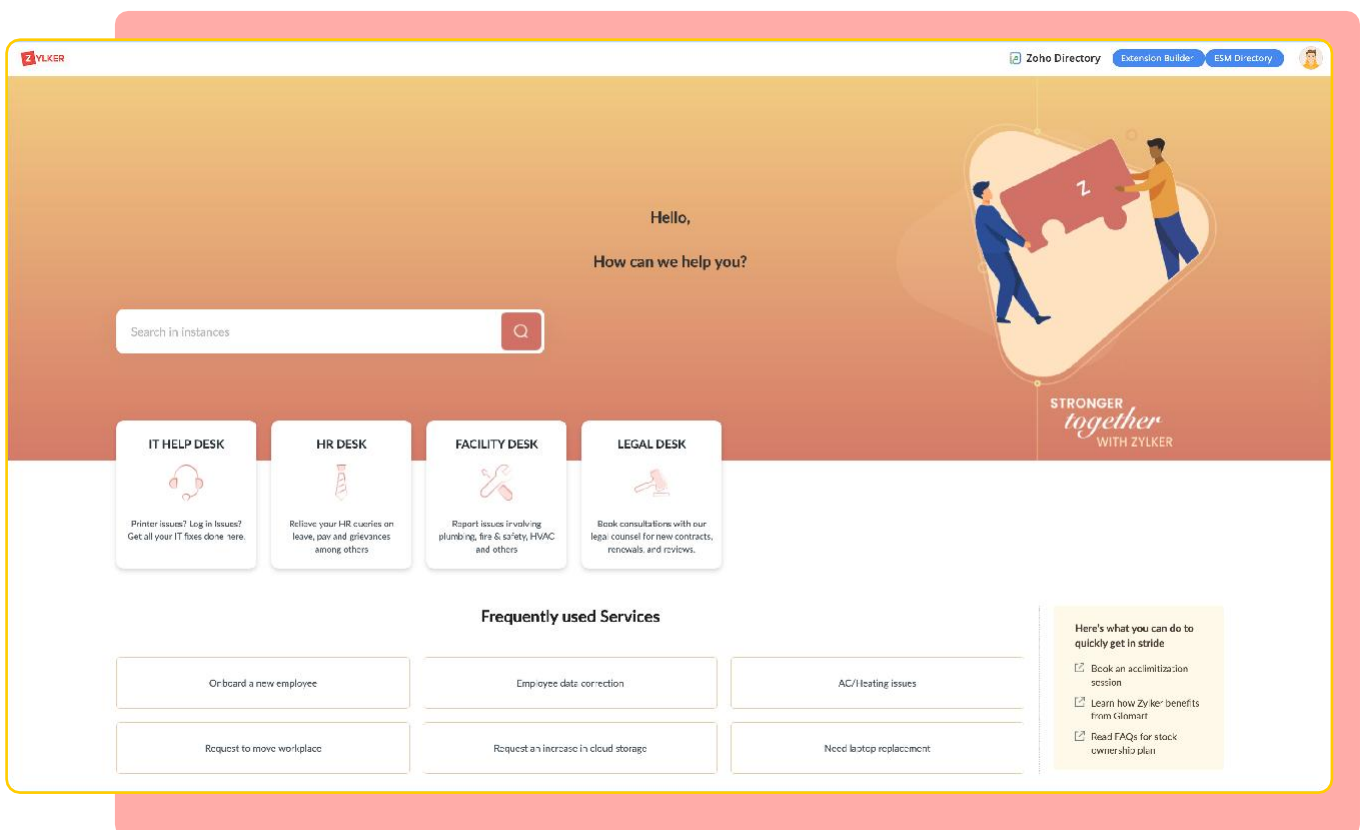 Z YLKER
Zoho Directory
Extension Builder
ESM Directory
Hello,
How can we help you?
Search in instances
Z
STRONGER
together
WITH ZYLKER
IT HELP DESK
Printer issues? Log in Issues?
Get all your IT fixes done here.
HR DESK
Relieve your HR queries on
leave, pay and grievances
among others
FACILITY DESK
Report issues involving
plumbing, fire & safety, HVAC
and others
LEGAL DESK
Book consultations with our
legal counsel for new contracts,
renewals, and reviews.
Frequently used Services
Onboard a new employee
Employee data correction
AC/Heating issues
Request to move workplace
Request an increase in cloud storage
Need laptop replacement
Here's what you can do to
quickly get in stride
Book an acclimitization
session
Learn how Zylker benefits
from Glomart
Read FAQs for stock
ownership plan